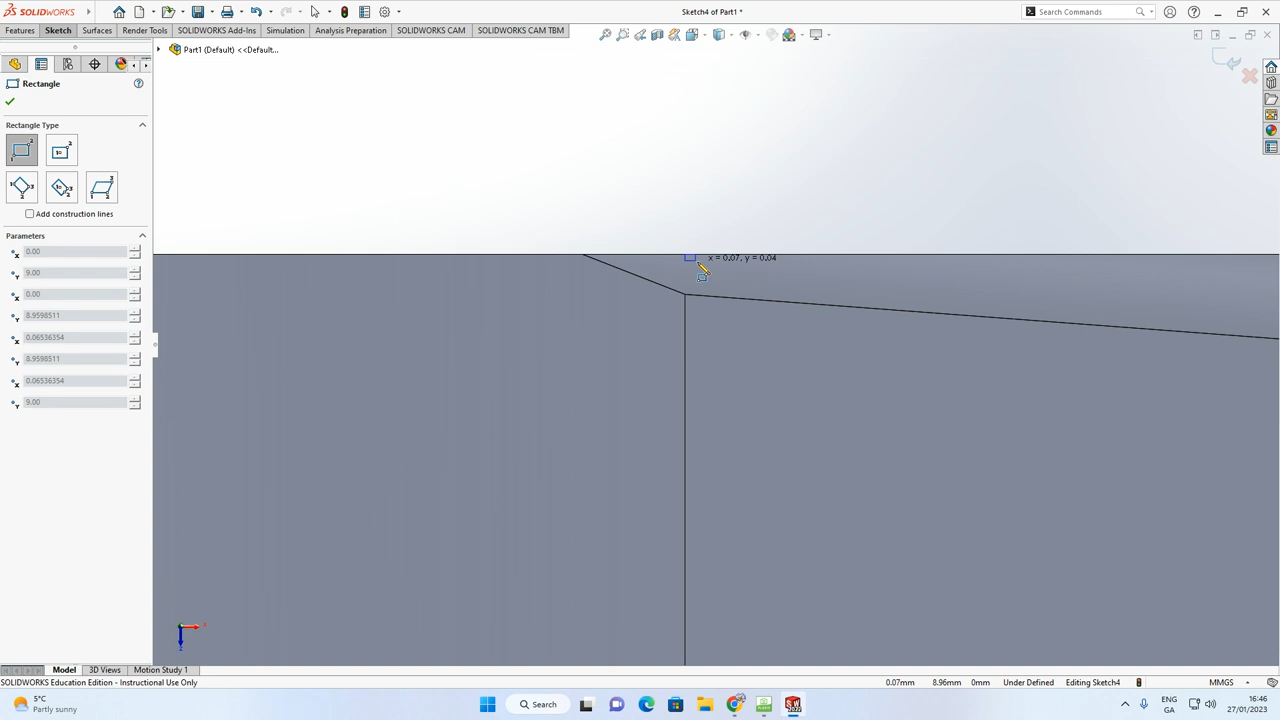 SOLIDWORKS
Sketch4 of Part1 *
Search Commands
Features
Sketch
Surfaces
Render Tools
SOLIDWORKS Add-Ins
Simulation
Analysis Preparation
SOLIDWORKS CAM
SOLIDWORKS CAM TBM
Part1 (Default) <<Default...
Rectangle
Rectangle Type
Add construction lines
Parameters
0.00
9.00
0.00
8.9598511
0.06536354
8.9598511
0.06536354
9.00
x = 0.07, y = 0.04
Model
3D Views
Motion Study 1
SOLIDWORKS Education Edition - Instructional Use Only
0.07mm
8.96mm
0mm
Under Defined
Editing Sketch4
MMGS
5°C
Partly sunny
Search
ENG
GA
16:46
27/01/2023